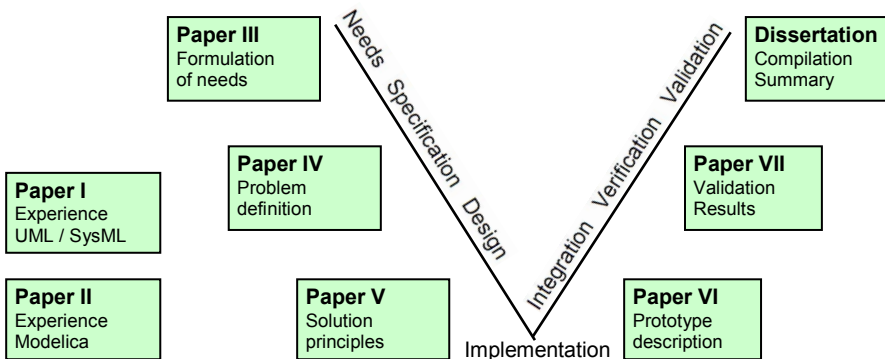 Paper III
Formulation
of needs
Needs Specification Design
Integration Verification Validation
Dissertation
Compilation
Summary
Paper IV
Problem
definition
Paper VII
Validation
Results
Paper I
Experience
UML / SysML
Paper II
Experience
Modelica
Paper V
Solution
principles
Implementation
Paper VI
Prototype
description